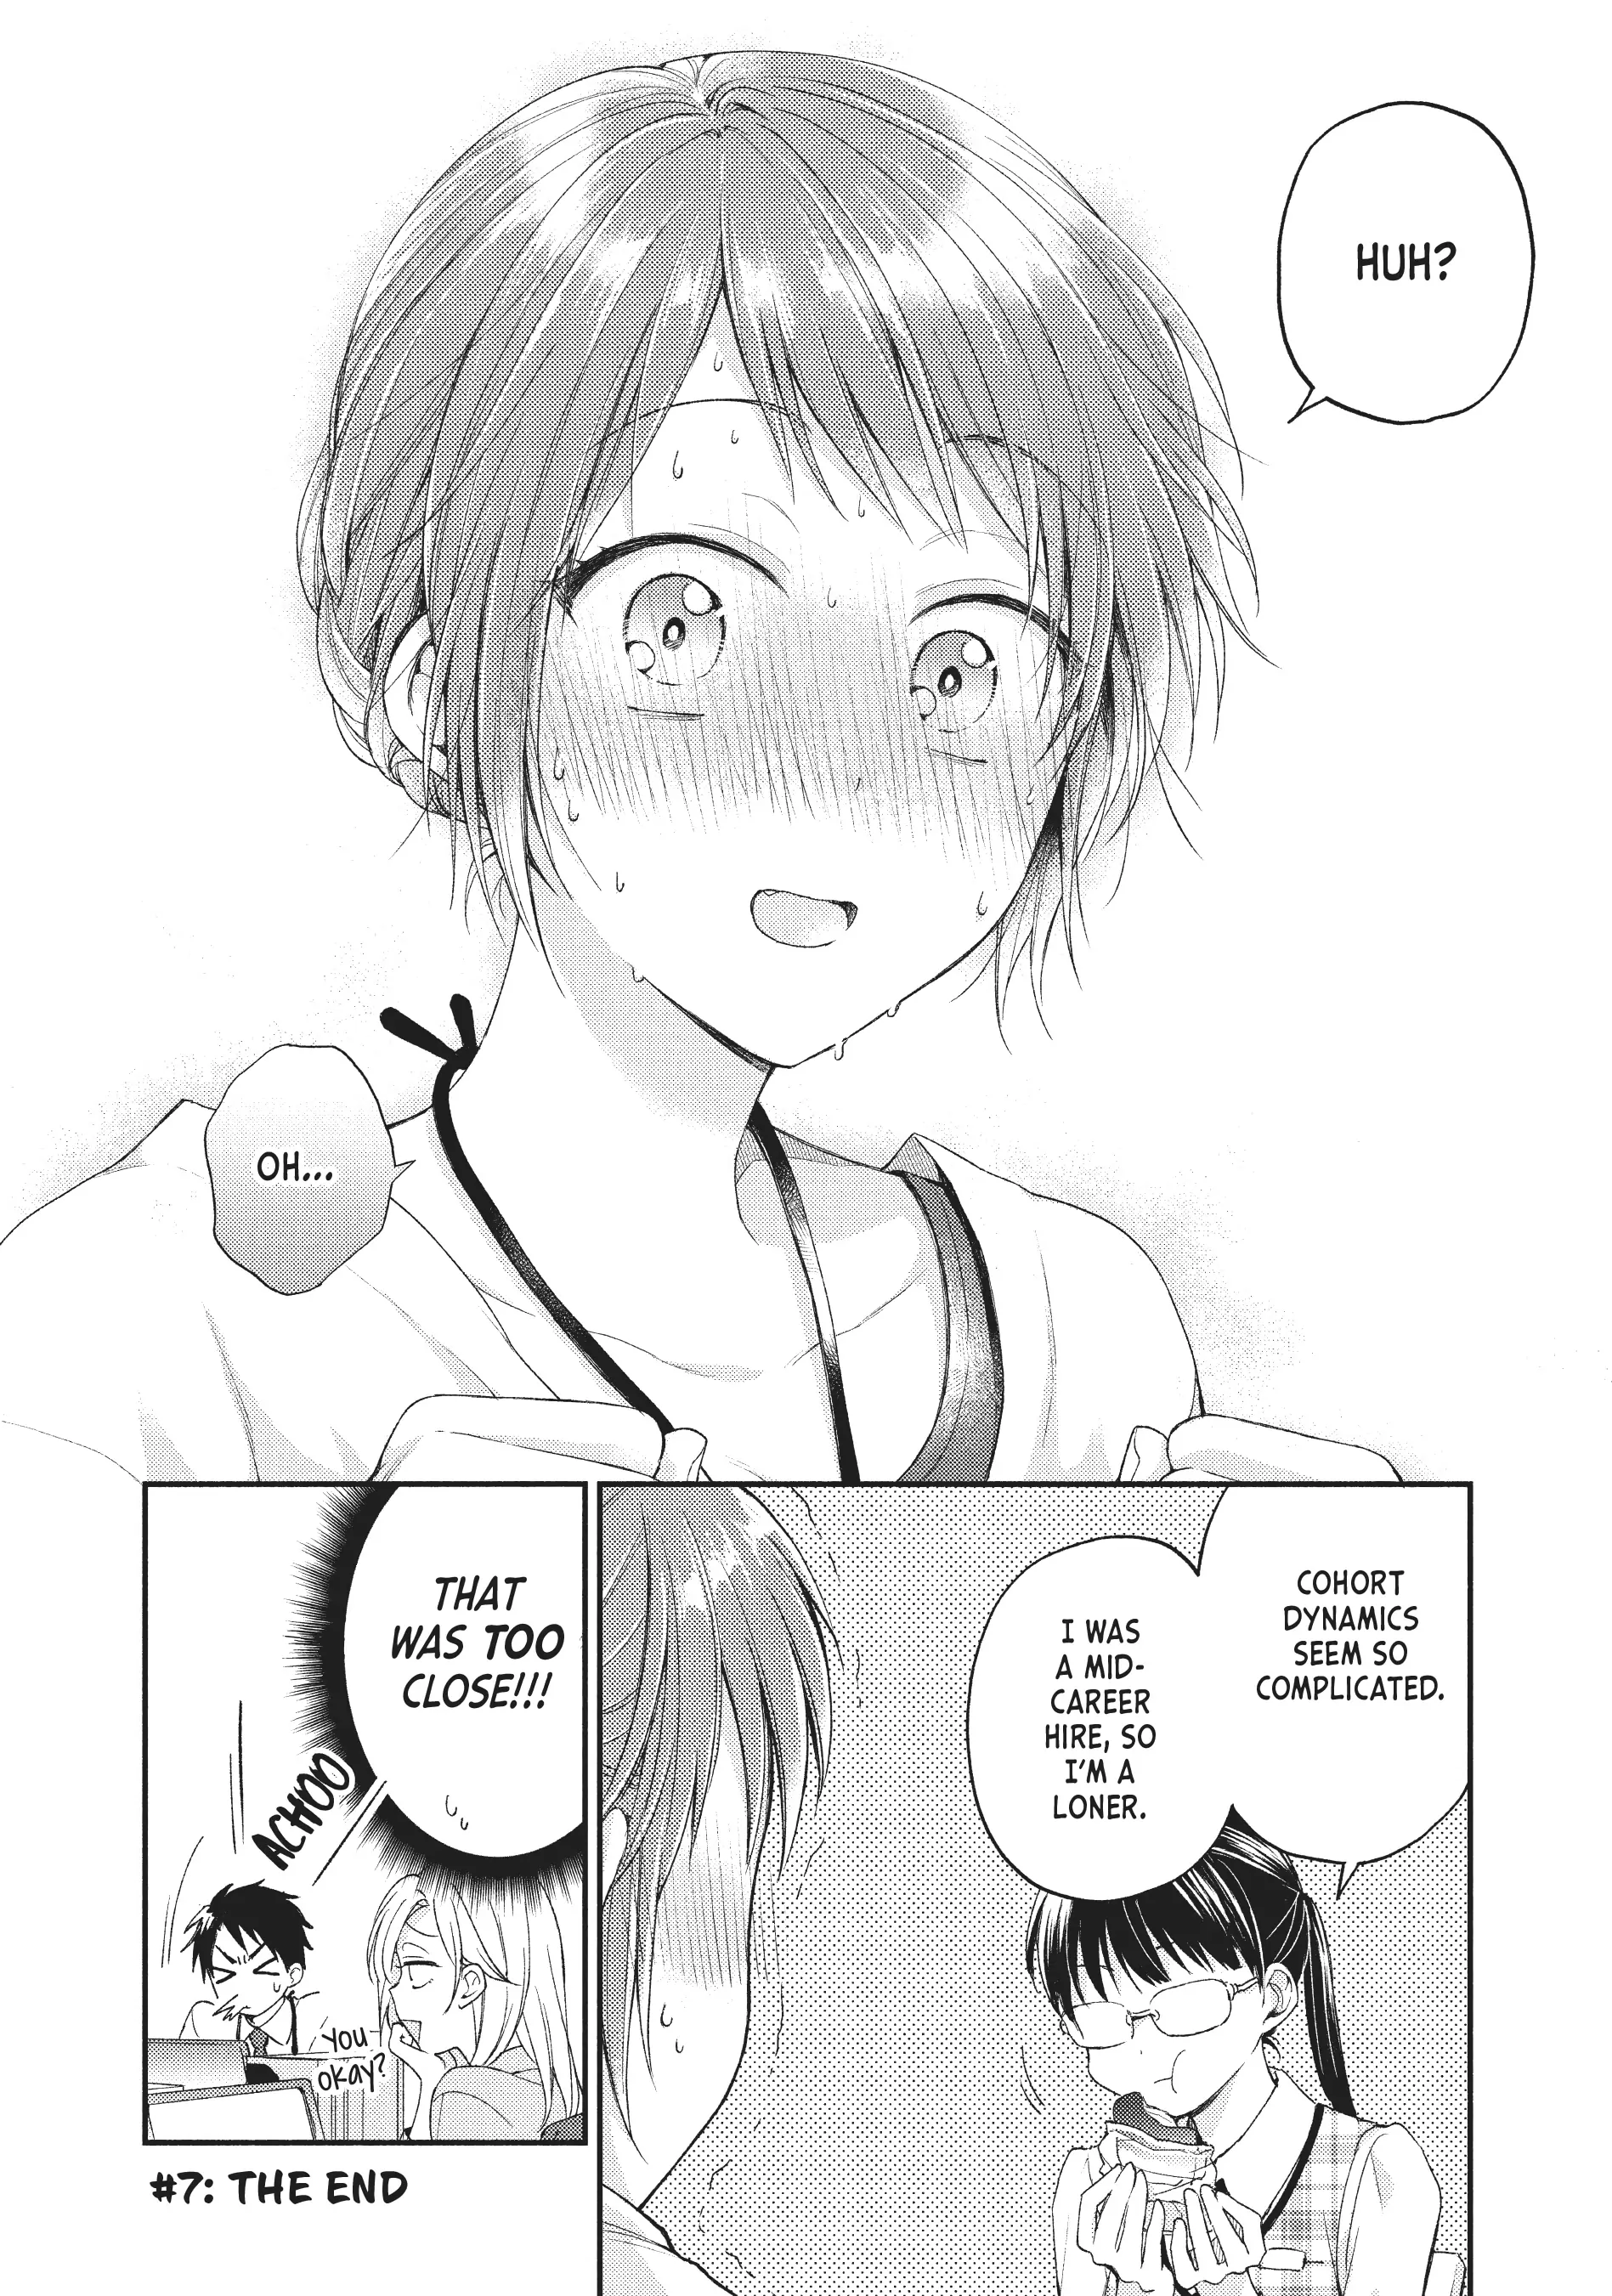 HUH?
OH...
COHORT
DYNAMICS
SEEM SO
COMPLICATED.
I WAS
A MID-
CAREER
HIRE, SO
I'M A
LONER.
THAT
WAS TOO
CLOSE!!!
ACHOO
YOU
OKAY?
#7: THE END